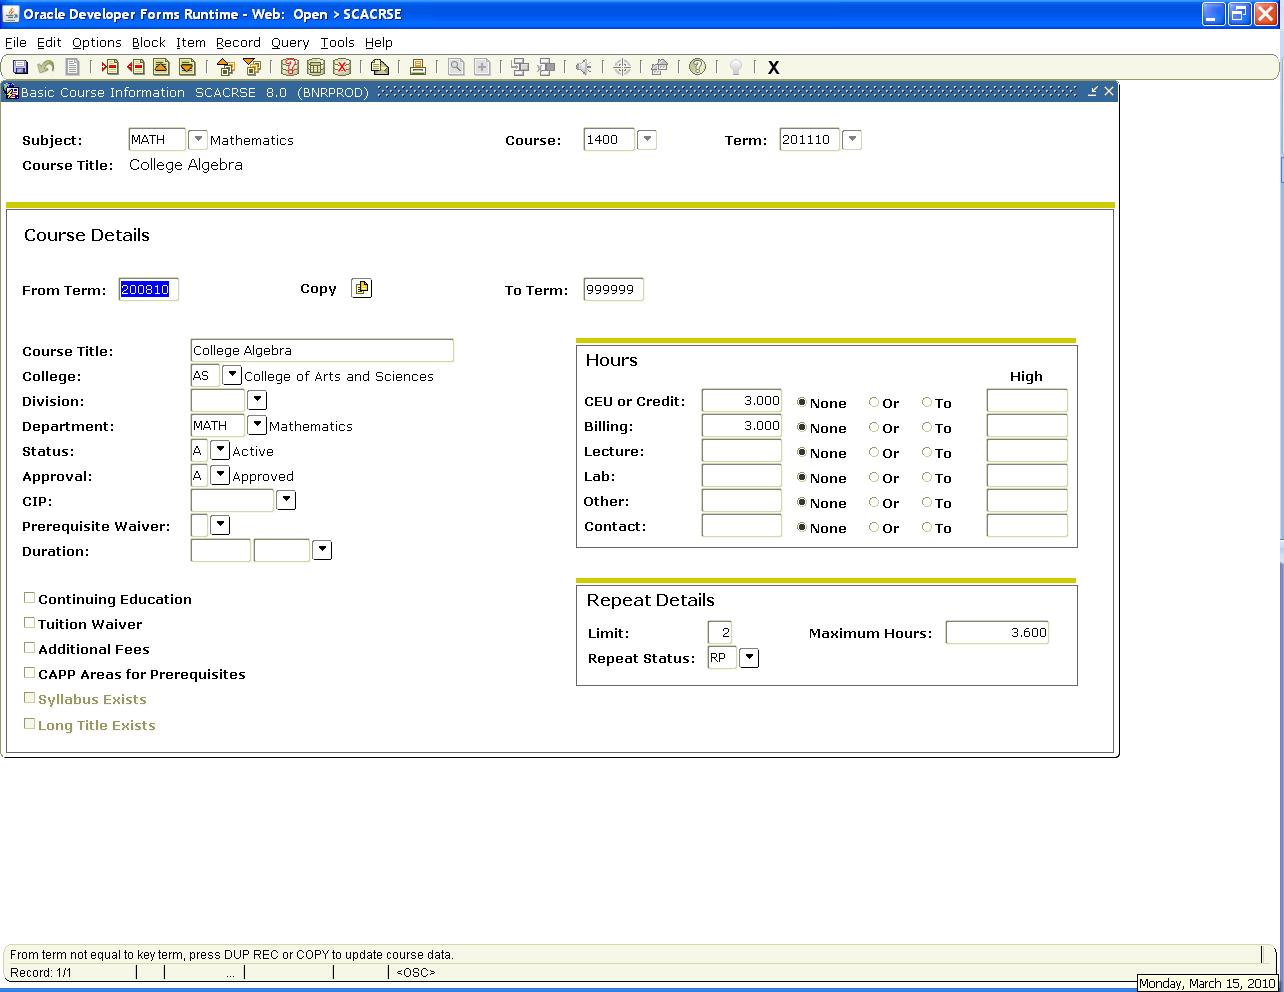 Oracle Developer Forms Runtime - Web: Open > SCACRSE
File Edit Options Block Item Record Query Tools Help
X
Basic Course Information SCACRSE 8.0 (BNRPROD)
Subject: MATH Mathematics Course: 1400 Term: 201110
Course Title: College Algebra
Course Details
From Term: 200810 Copy To Term: 999999
Course Title: College Algebra
College: AS College of Arts and Sciences
Division:
Department: MATH Mathematics
Status: A Active
Approval: A Approved
CIP:
Prerequisite Waiver:
Duration:
Hours
High
CEU or Credit: 3.000 None Or To
Billing: 3.000 None Or To
Lecture: None Or To
Lab: None Or To
Other: None Or To
Contact: None Or To
Continuing Education
Tuition Waiver
Additional Fees
CAPP Areas for Prerequisites
Syllabus Exists
Long Title Exists
Repeat Details
Limit: 2 Maximum Hours: 3.600
Repeat Status: RP
From term not equal to key term, press DUP REC or COPY to update course data.
Record: 1/1 ... <OSC>
Monday, March 15, 2010